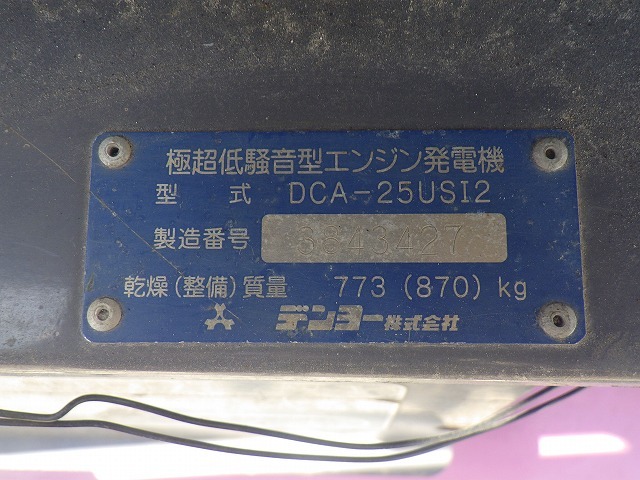 極超低騒音型エンジン発電機
型 式 DCA-25USI2
製造番号 3843427
乾燥(整備)質量 773 (870) kg
デンヨー株式会社